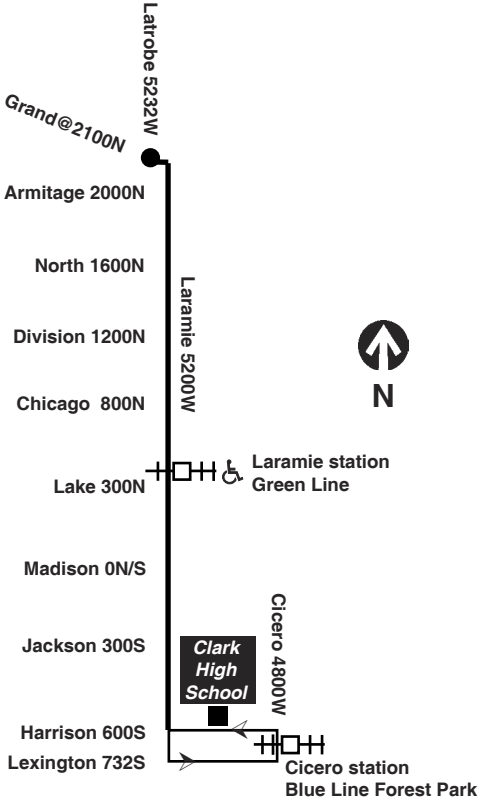 Latrobe 5232W
Grand@2100N
Armitage 2000N
North 1600N
Laramie 5200W
Division 1200N
N
Chicago 800N
Laramie station
Green Line
Lake 300N
Madison 0N/S
Cicero 4800W
Jackson 300S
Clark
High
School
Harrison 600S
Lexington 732S
Cicero station
Blue Line Forest Park